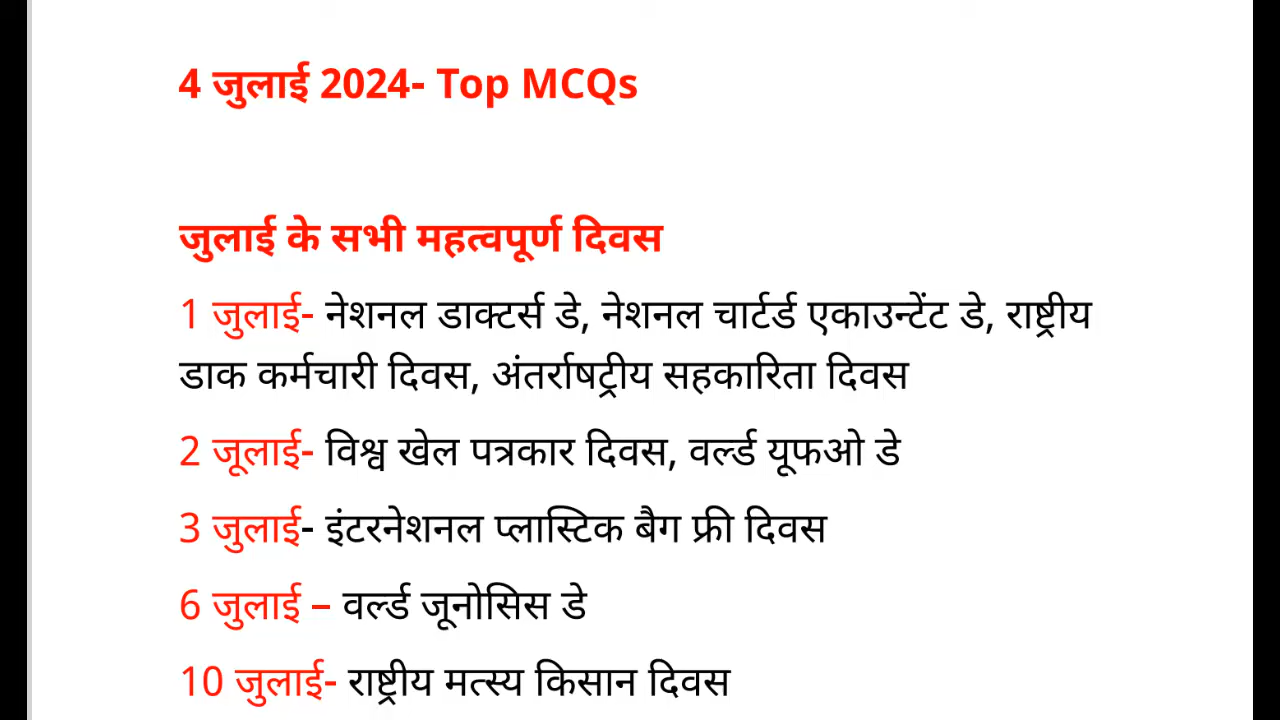 4 जुलाई 2024- Top MCQs
जुलाई के सभी महत्वपूर्ण दिवस
1 जुलाई- नेशनल डाक्टर्स डे, नेशनल चार्टर्ड एकाउन्टेंट डे, राष्ट्रीय
डाक कर्मचारी दिवस, अंतर्राषट्रीय सहकारिता दिवस
2 जूलाई- विश्व खेल पत्रकार दिवस, वर्ल्ड यूफओ डे
3 जुलाई- इंटरनेशनल प्लास्टिक बैग फ्री दिवस
6 जुलाई – वर्ल्ड जूनोसिस डे
10 जुलाई- राष्ट्रीय मत्स्य किसान दिवस